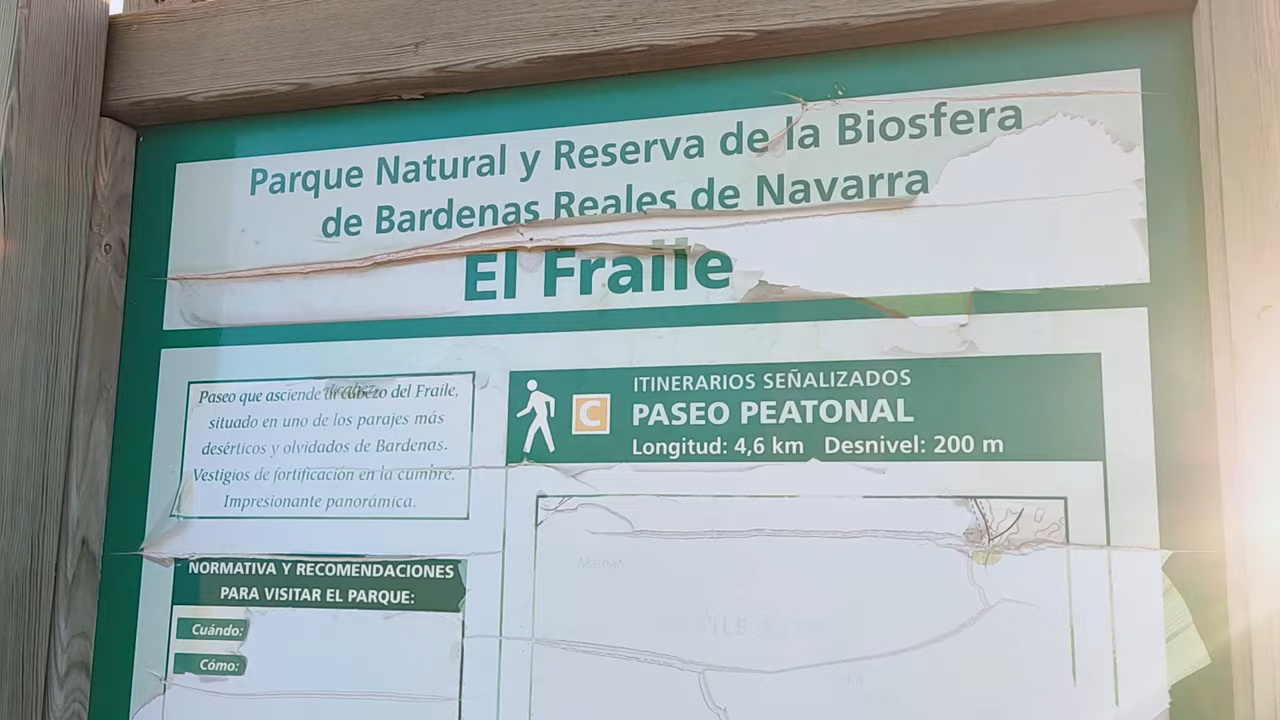 Parque Natural y Reserva de la Biosfera
de Bardenas Reales de Navarra
El Fraile
Paseo que asciende al cabezo del Fraile,
situado en uno de los parajes más
desérticos y olvidados de Bardenas.
Vestigios de fortificación en la cumbre.
Impresionante panorámica.
ITINERARIOS SEÑALIZADOS
C
PASEO PEATONAL
Longitud: 4,6 km Desnivel: 200 m
NORMATIVA Y RECOMENDACIONES
PARA VISITAR EL PARQUE:
Cuándo:
Cómo: